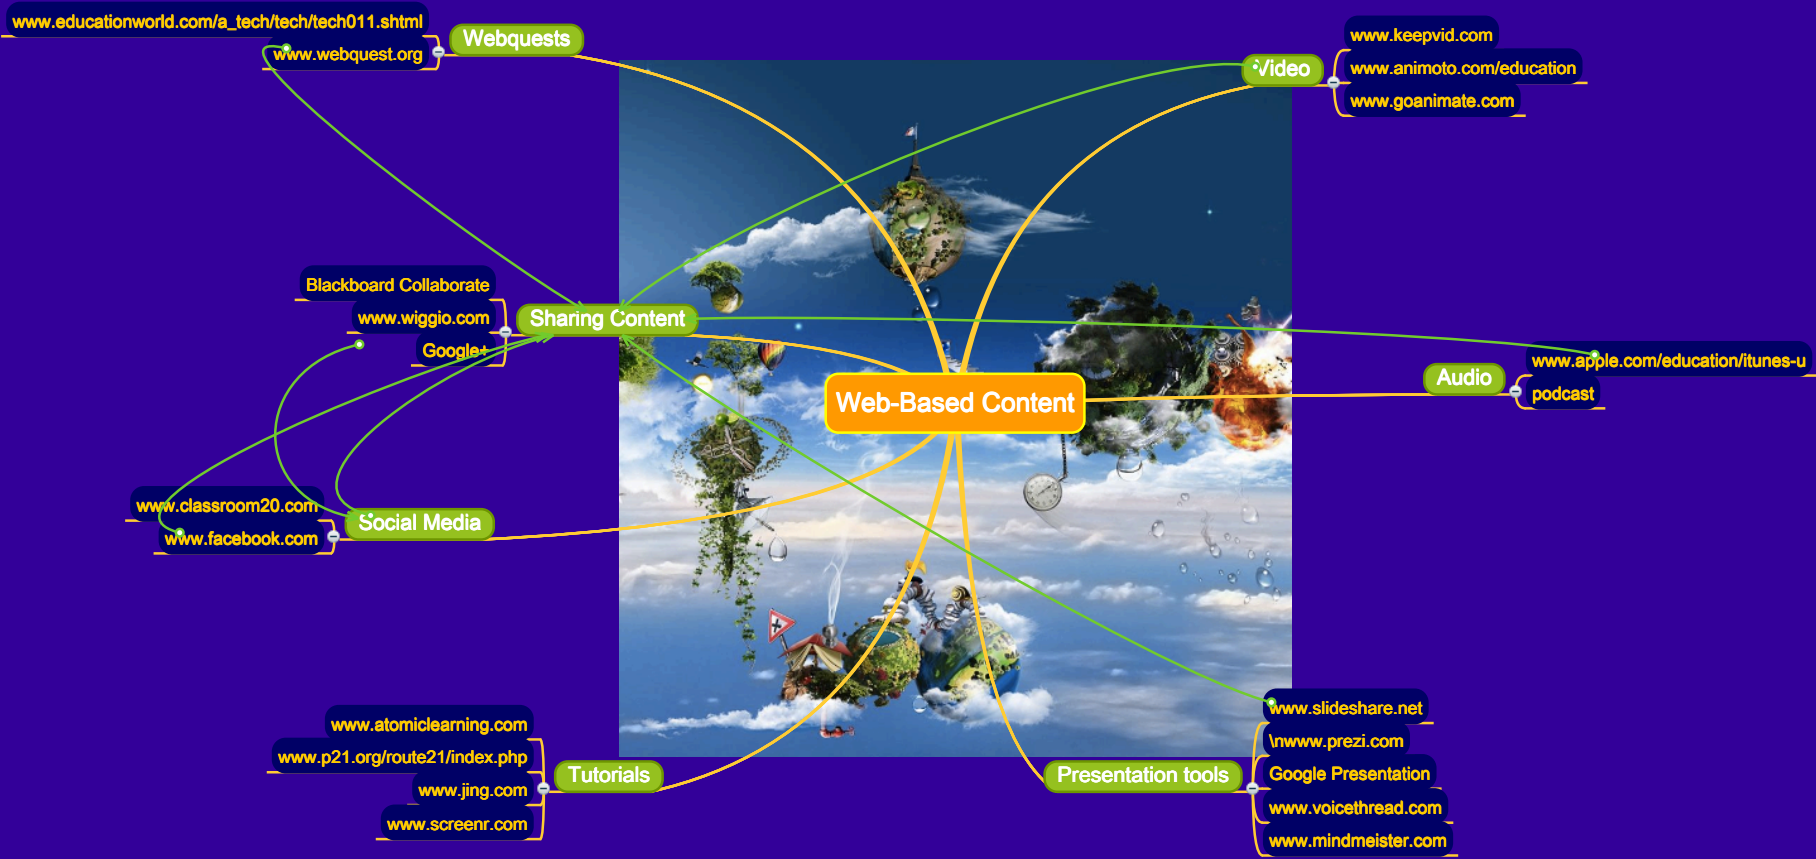 www.educationworld.com/a_tech/tech/tech011.shtml
www.webquest.org
Webquests
Video
www.keepvid.com
www.animoto.com/education
www.goanimate.com
Blackboard Collaborate
www.wiggio.com
Google+
Sharing Content
Web-Based Content
Audio
www.apple.com/education/itunes-u
podcast
www.classroom20.com
www.facebook.com
Social Media
www.atomiclearning.com
www.p21.org/route21/index.php
www.jing.com
www.screenr.com
Tutorials
Presentation tools
www.slideshare.net
\nwww.prezi.com
Google Presentation
www.voicethread.com
www.mindmeister.com